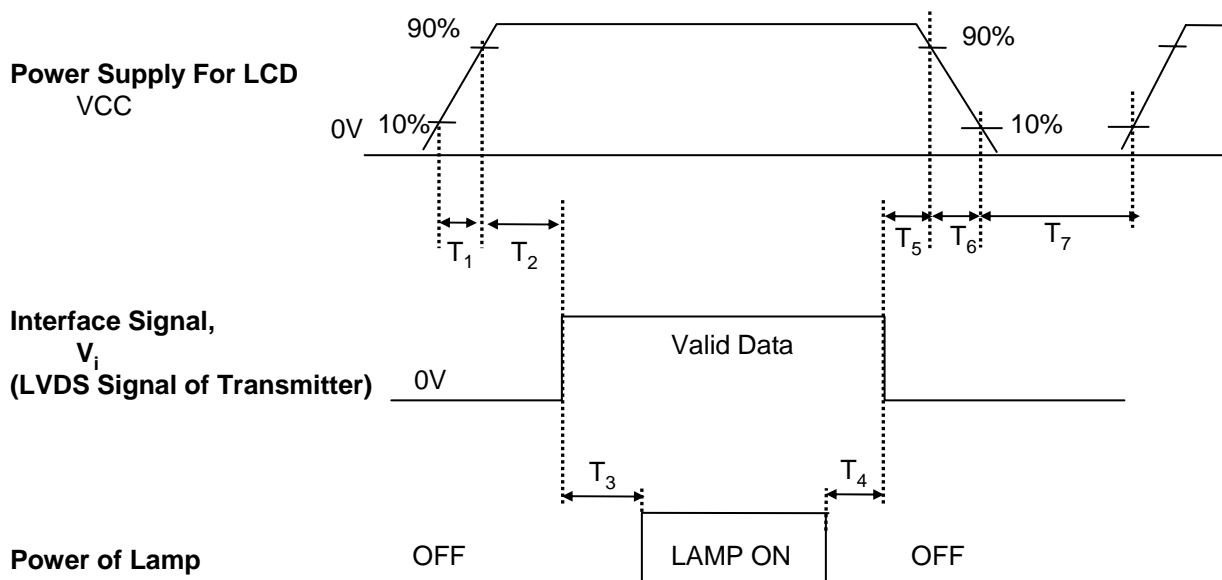 90%
90%
Power Supply For LCD
VCC
0V
10%
10%
T1
T2
T5
T6
T7
Interface Signal,
Vi
(LVDS Signal of Transmitter)
Valid Data
0V
T3
T4
Power of Lamp
OFF
LAMP ON
OFF